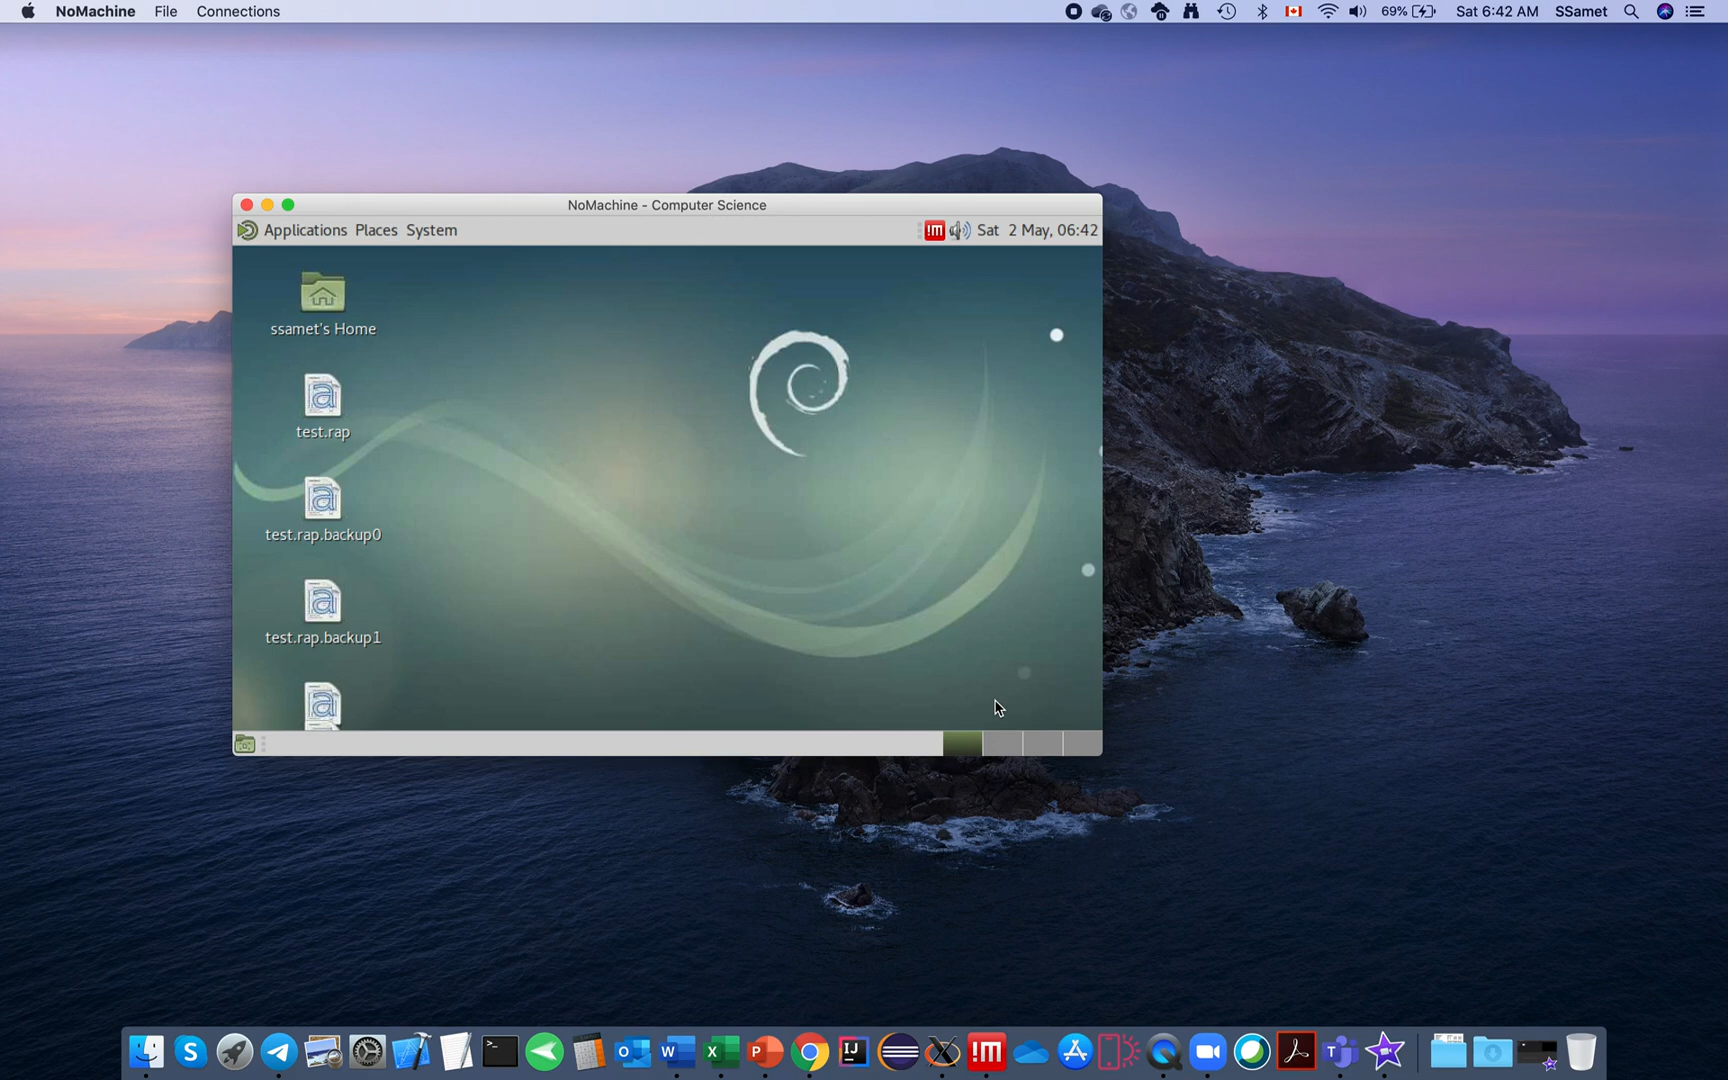 NoMachine File Connections 69% Sat 6:42 AM SSamet
NoMachine - Computer Science
Applications Places System !M Sat 2 May, 06:42
ssamet's Home
a
test.rap
a
test.rap.backup0
a
test.rap.backup1
a
S >_ O W X P IJ !M